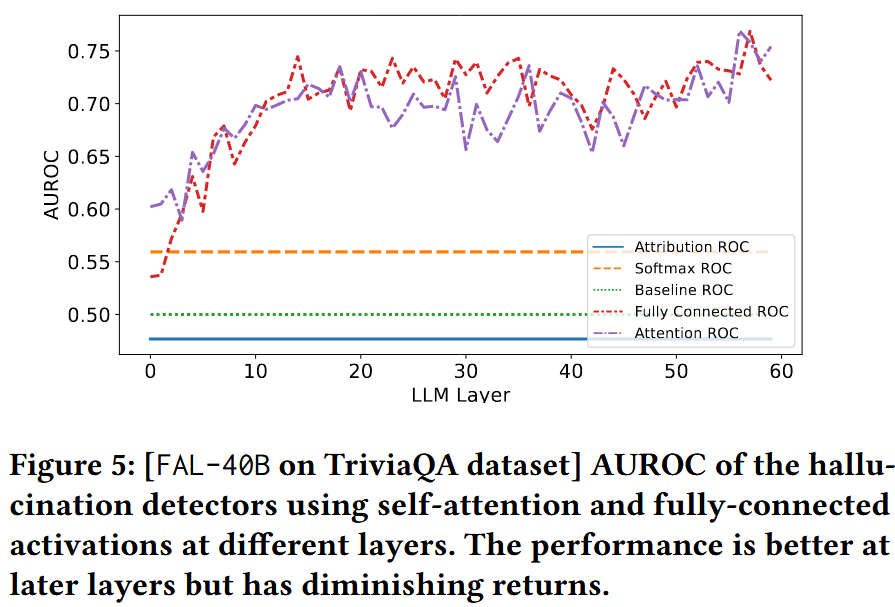 0.75
0.70
0.65
0.60
0.55
0.50
AUROC
Attribution ROC
Softmax ROC
Baseline ROC
Fully Connected ROC
Attention ROC
0 10 20 30 40 50 60
LLM Layer
Figure 5: [FAL-40B on TriviaQA dataset] AUROC of the hallu-
cination detectors using self-attention and fully-connected
activations at different layers. The performance is better at
later layers but has diminishing returns.